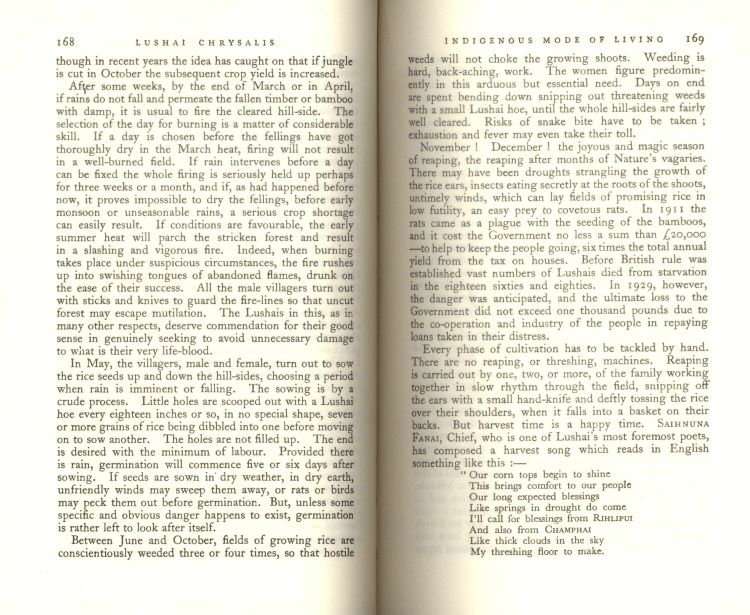 168 LUSHAI CHRYSALIS
though in recent years the idea has caught on that if jungle
is cut in October the subsequent crop yield is increased.
After some weeks, by the end of March or in April,
if rains do not fall and permeate the fallen timber or bamboo
with damp, it is usual to fire the cleared hill-side. The
selection of the day for burning is a matter of considerable
skill. If a day is chosen before the fellings have got
thoroughly dry in the March heat, firing will not result
in a well-burned field. If rain intervenes before a day
can be fixed the whole firing is seriously held up perhaps
for three weeks or a month, and if, as had happened before
now, it proves impossible to dry the fellings, before early
monsoon or unseasonable rains, a serious crop shortage
can easily result. If conditions are favourable, the early
summer heat will parch the stricken forest and result
in a slashing and vigorous fire. Indeed, when burning
takes place under suspicious circumstances, the fire rushes
up into swishing tongues of abandoned flames, drunk on
the ease of their success. All the male villagers turn out
with sticks and knives to guard the fire-lines so that uncut
forest may escape mutilation. The Lushais in this, as in
many other respects, deserve commendation for their good
sense in genuinely seeking to avoid unnecessary damage
to what is their very life-blood.
In May, the villagers, male and female, turn out to sow
the rice seeds up and down the hill-sides, choosing a period
when rain is imminent or falling. The sowing is by a
crude process. Little holes are scooped out with a Lushai
hoe every eighteen inches or so, in no special shape, seven
or more grains of rice being dibbled into one before moving
on to sow another. The holes are not filled up. The end
is desired with the minimum of labour. Provided there
is rain, germination will commence five or six days after
sowing. If seeds are sown in dry weather, in dry earth,
unfriendly winds may sweep them away, or rats or birds
may peck them out before germination. But, unless some
specific and obvious danger happens to exist, germination
is rather left to look after itself.
Between June and October, fields of growing rice are
conscientiously weeded three or four times, so that hostile
INDIGENOUS MODE OF LIVING 169
weeds will not choke the growing shoots. Weeding is
hard, back-aching, work. The women figure predomin-
ently in this arduous but essential need. Days on end
are spent bending down snipping out threatening weeds
with a small Lushai hoe, until the whole hill-sides are fairly
well cleared. Risks of snake bite have to be taken ;
exhaustion and fever may even take their toll.
November ! December ! the joyous and magic season
of reaping, the reaping after months of Nature's vagaries.
There may have been droughts strangling the growth of
the rice ears, insects eating secretly at the roots of the shoots,
untimely winds, which can lay fields of promising rice in
low futility, an easy prey to covetous rats. In 1911 the
rats came as a plague with the seeding of the bamboos,
and it cost the Government no less a sum than £20,000
—to help to keep the people going, six times the total annual
yield from the tax on houses. Before British rule was
established vast numbers of Lushais died from starvation
in the eighteen sixties and eighties. In 1929, however,
the danger was anticipated, and the ultimate loss to the
Government did not exceed one thousand pounds due to
the co-operation and industry of the people in repaying
loans taken in their distress.
Every phase of cultivation has to be tackled by hand.
There are no reaping, or threshing, machines. Reaping
is carried out by one, two, or more, of the family working
together in slow rhythm through the field, snipping off
the ears with a small hand-knife and deftly tossing the rice
over their shoulders, when it falls into a basket on their
backs. But harvest time is a happy time. SAIHNUNA
FANAI, Chief, who is one of Lushai's most foremost poets,
has composed a harvest song which reads in English
something like this :—
" Our corn tops begin to shine
This brings comfort to our people
Our long expected blessings
Like springs in drought do come
I'll call for blessings from RIHLIPUI
And also from CHAMPHAI
Like thick clouds in the sky
My threshing floor to make.